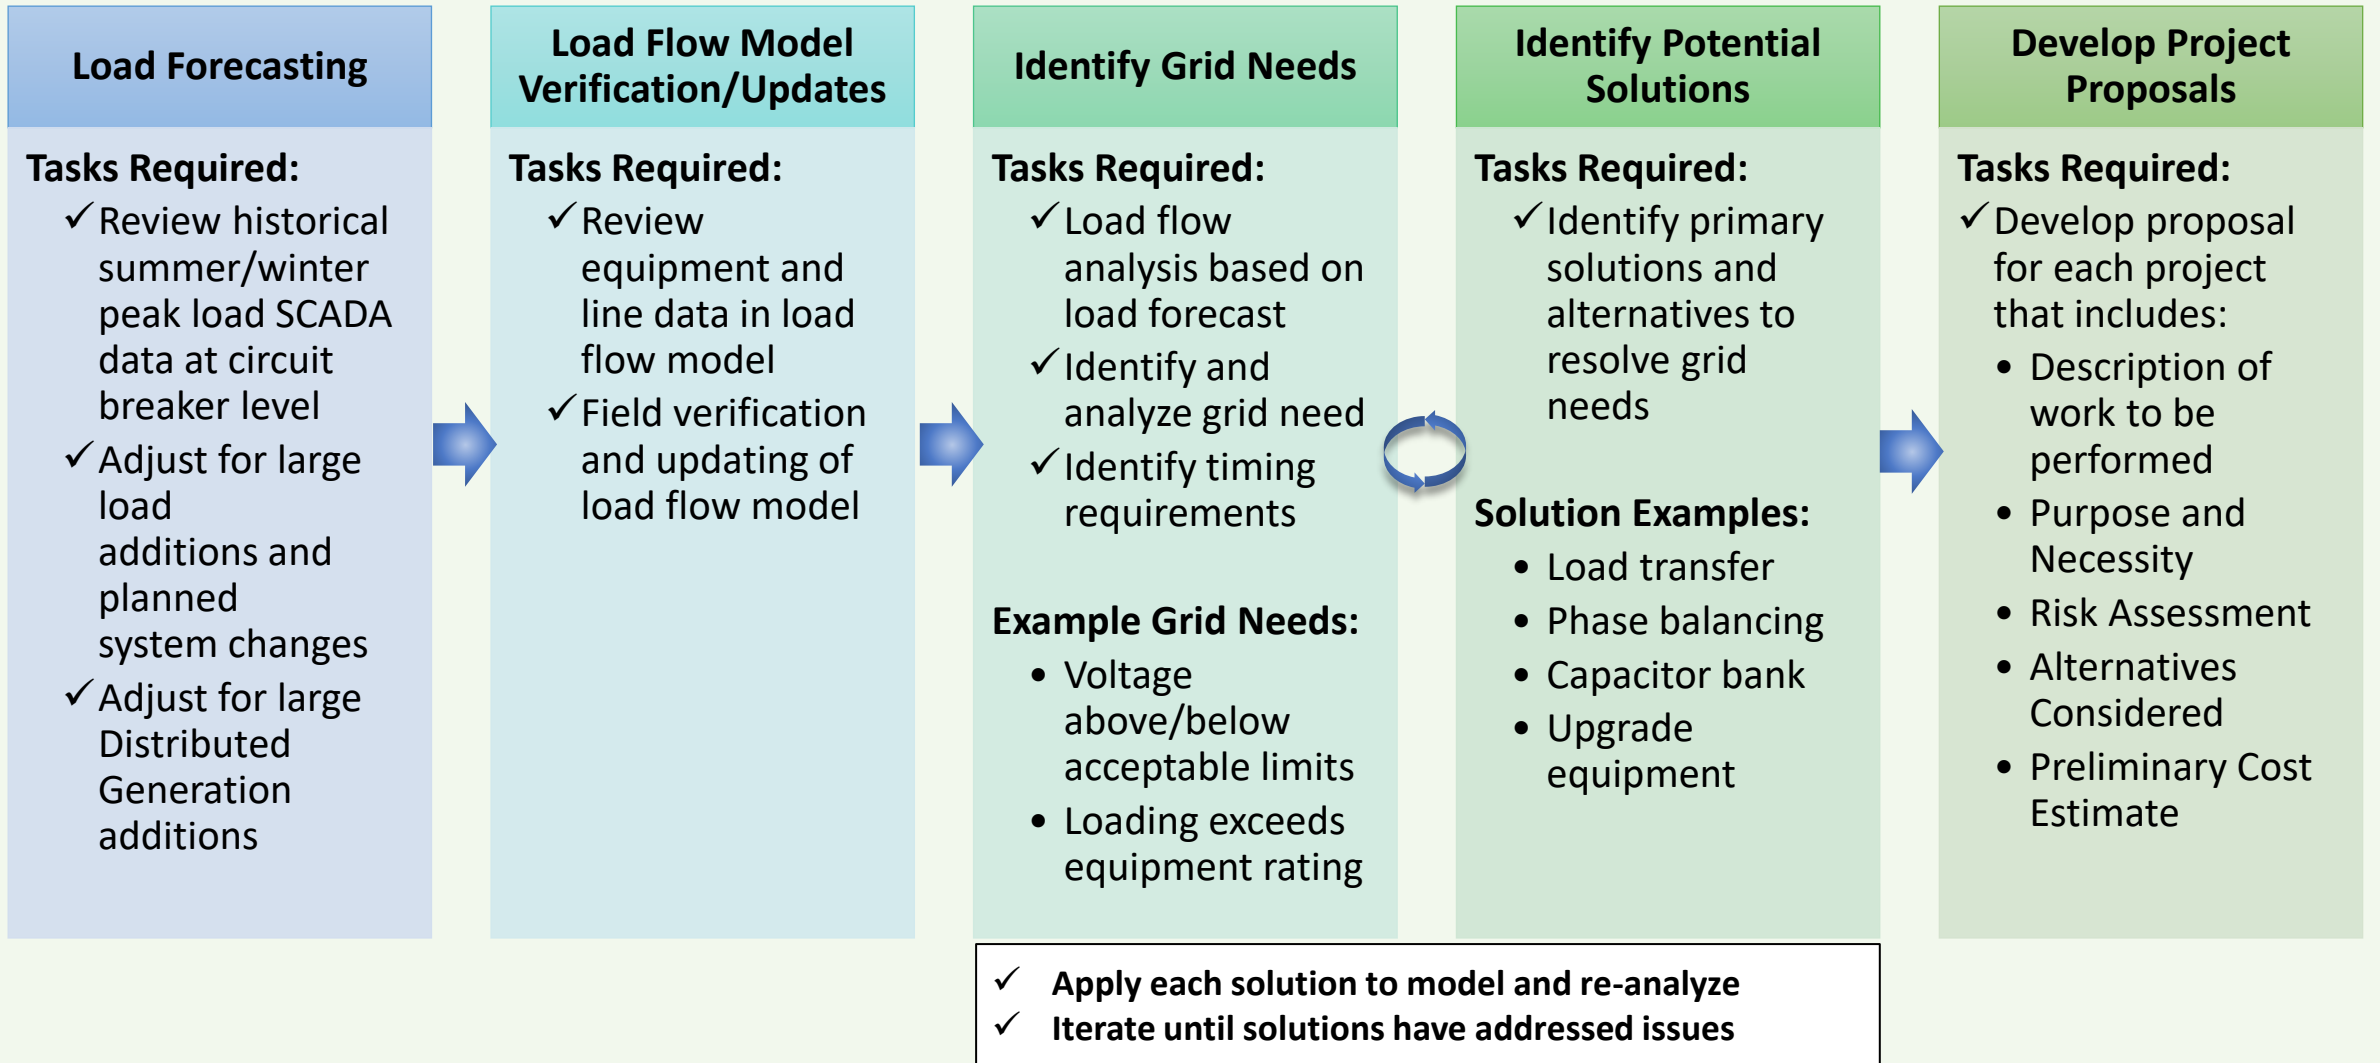 Load Forecasting
Tasks Required:
✓ Review historical
summer/winter
peak load SCADA
data at circuit
breaker level
✓ Adjust for large
load
additions and
planned
system changes
✓ Adjust for large
Distributed
Generation
additions
Load Flow Model
Verification/Updates
Tasks Required:
✓ Review
equipment and
line data in load
flow model
✓ Field verification
and updating of
load flow model
Identify Grid Needs
Tasks Required:
✓ Load flow
analysis based on
load forecast
✓ Identify and
analyze grid need
✓ Identify timing
requirements
Example Grid Needs:
• Voltage
above/below
acceptable limits
• Loading exceeds
equipment rating
Identify Potential
Solutions
Tasks Required:
✓ Identify primary
solutions and
alternatives to
resolve grid
needs
Solution Examples:
• Load transfer
• Phase balancing
• Capacitor bank
• Upgrade
equipment
✓ Apply each solution to model and re-analyze
✓ Iterate until solutions have addressed issues
Develop Project
Proposals
Tasks Required:
✓ Develop proposal
for each project
that includes:
• Description of
work to be
performed
• Purpose and
Necessity
• Risk Assessment
• Alternatives
Considered
• Preliminary Cost
Estimate